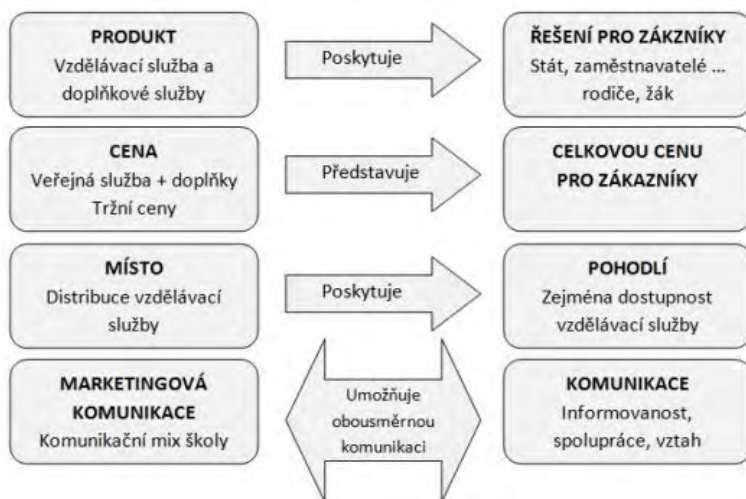 PRODUKT
Vzdělávací služba a
doplňkové služby
Poskytuje
ŘEŠENÍ PRO ZÁKZNÍKY
Stát, zaměstnavatelé ...
rodiče, žák
CENA
Veřejná služba + doplňky
Tržní ceny
Představuje
CELKOVOU CENU
PRO ZÁKAZNÍKY
MÍSTO
Distribuce vzdělávací
služby
Poskytuje
POHODLÍ
Zejména dostupnost
vzdělávací služby
MARKETINGOVÁ
KOMUNIKACE
Komunikační mix školy
Umožňuje
obousměrnou
komunikaci
KOMUNIKACE
Informovanost,
spolupráce, vztah